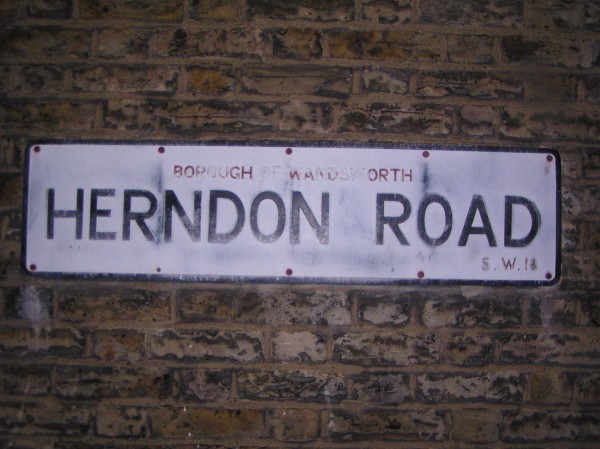 BOROUGH OF WANDSWORTH
HERNDON ROAD
S.W.18